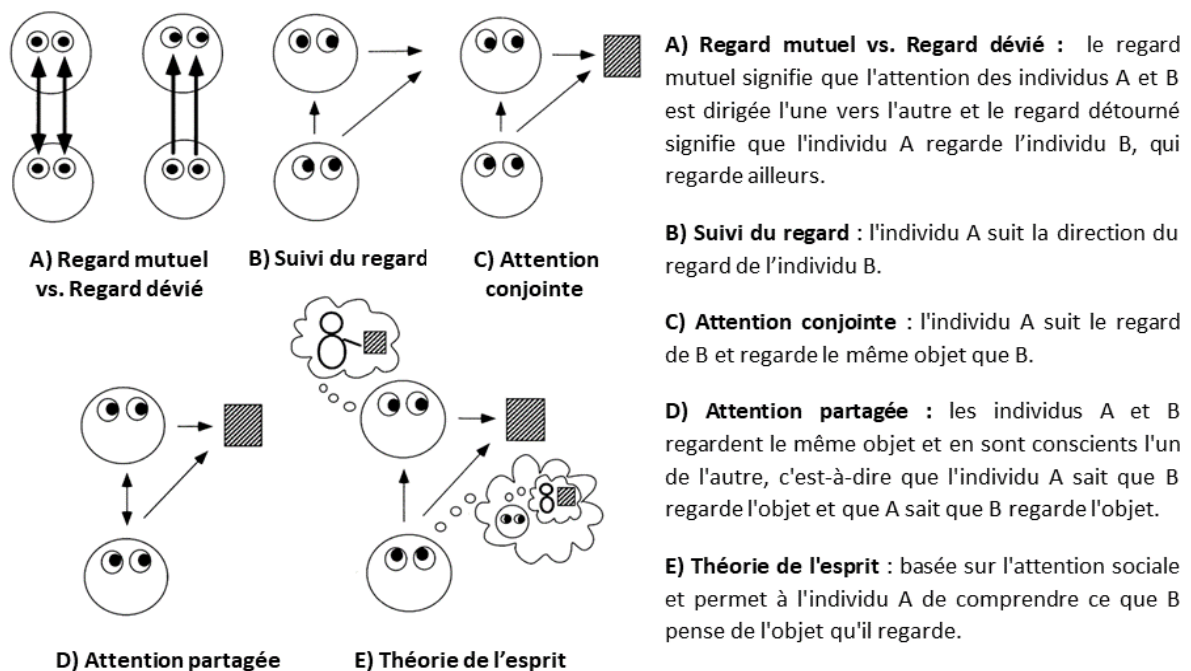 A) Regard mutuel
vs. Regard dévié
B) Suivi du regard
C) Attention
conjointe
D) Attention partagée
E) Théorie de l’esprit
A) Regard mutuel vs. Regard dévié : le regard
mutuel signifie que l'attention des individus A et B
est dirigée l'une vers l'autre et le regard détourné
signifie que l'individu A regarde l’individu B, qui
regarde ailleurs.
B) Suivi du regard : l'individu A suit la direction du
regard de l’individu B.
C) Attention conjointe : l'individu A suit le regard
de B et regarde le même objet que B.
D) Attention partagée : les individus A et B
regardent le même objet et en sont conscients l'un
de l'autre, c'est-à-dire que l'individu A sait que B
regarde l'objet et que A sait que B regarde l'objet.
E) Théorie de l'esprit : basée sur l'attention sociale
et permet à l'individu A de comprendre ce que B
pense de l'objet qu'il regarde.